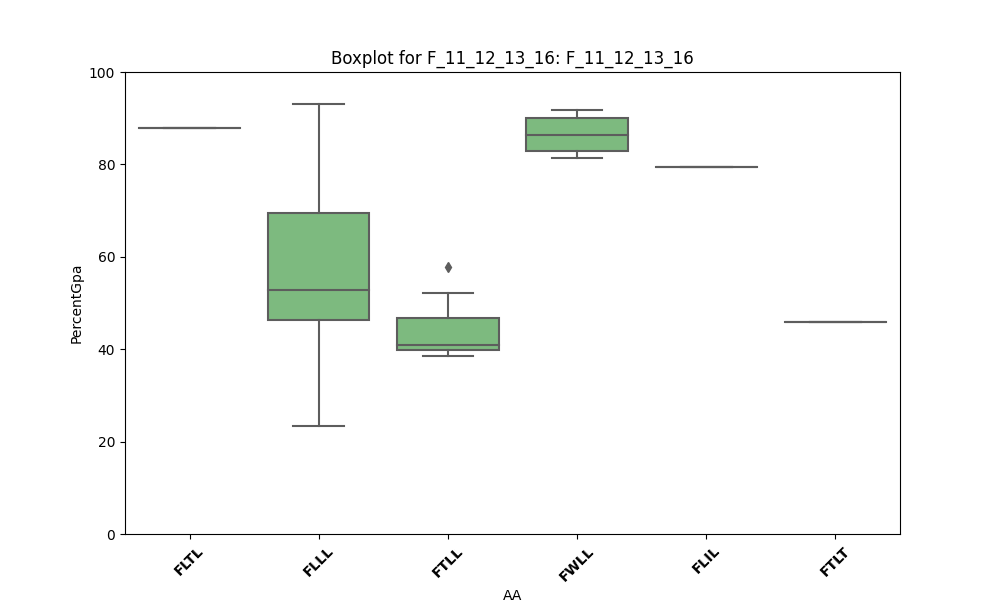 Boxplot for F_11_12_13_16: F_11_12_13_16
PercentGpa
100
80
60
40
20
0
FLTL
FLLL
FTLL
FWLL
FLIL
FTLT
AA